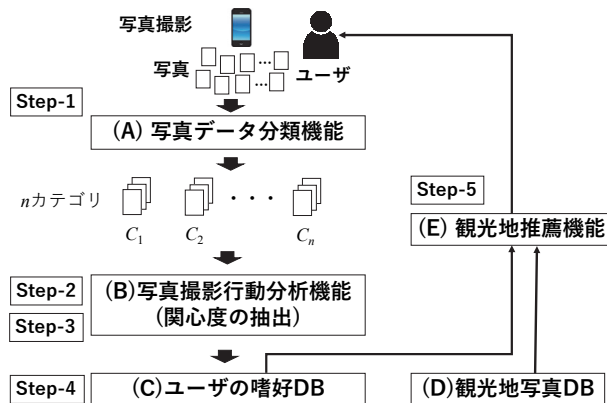 写真撮影
写真
ユーザ
Step-1
(A) 写真データ分類機能
nカテゴリ
C1
C2
・・・
Cn
Step-2
Step-3
(B)写真撮影行動分析機能
(関心度の抽出)
Step-4
(C)ユーザの嗜好DB
Step-5
(E) 観光地推薦機能
(D)観光地写真DB